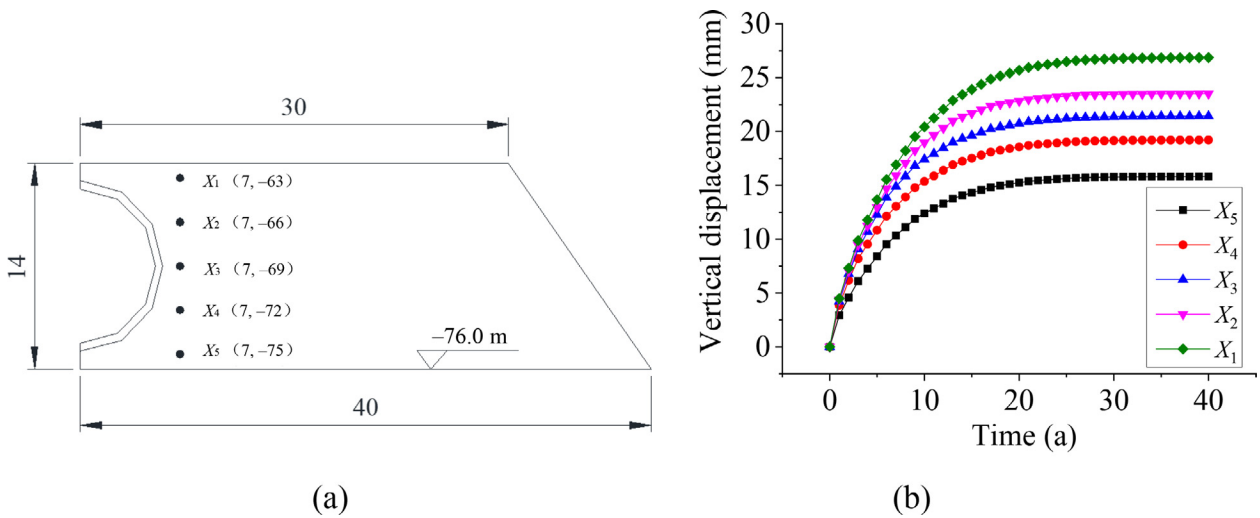 30
14
X₁ (7, –63)
X₂ (7, –66)
X₃ (7, –69)
X₄ (7, –72)
X₅ (7, –75)
–76.0 m
40
(a)
Vertical displacement (mm)
30
25
20
15
10
5
0
X₅
X₄
X₃
X₂
X₁
0 10 20 30 40
Time (a)
(b)